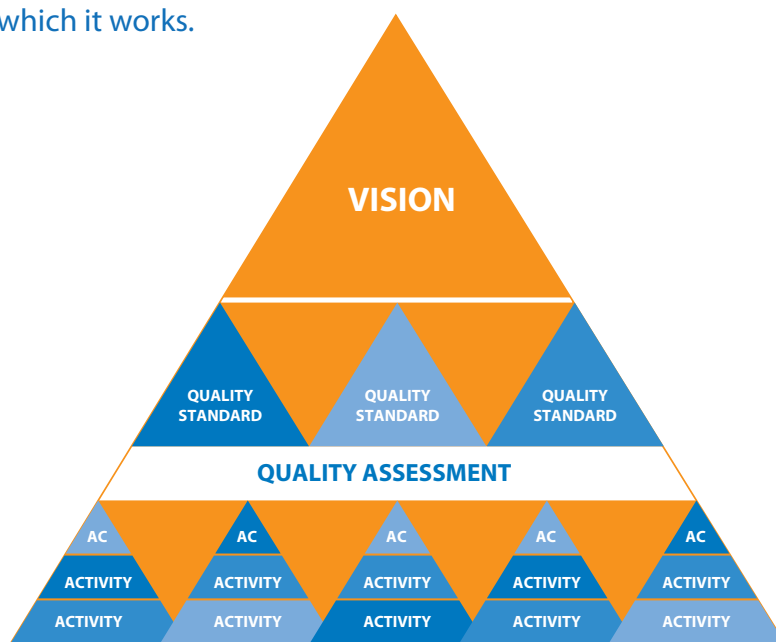 which it works.
VISION
QUALITY
STANDARD
QUALITY
STANDARD
QUALITY
STANDARD
QUALITY ASSESSMENT
AC AC AC AC AC
ACTIVITY ACTIVITY ACTIVITY ACTIVITY ACTIVITY
ACTIVITY ACTIVITY ACTIVITY ACTIVITY ACTIVITY